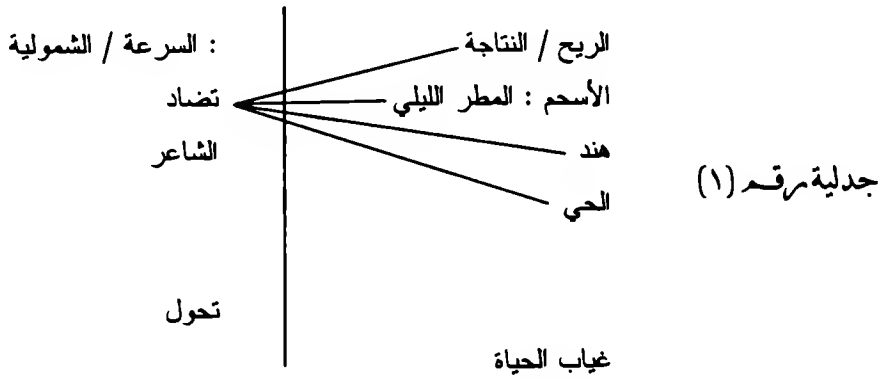 الريح / النتاجة : السرعة / الشمولية
الأسحم : المطر الليلي تضاد
هند الشاعر
جدلية رقم (١)
الحي
تحول
غياب الحياة